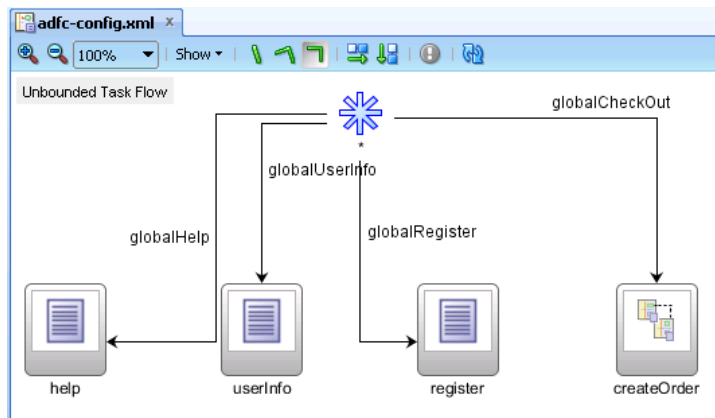 adfc-config.xml x
100% Show
Unbounded Task Flow
globalCheckOut
*
globalUserInfo
globalHelp
globalRegister
help
userInfo
register
createOrder